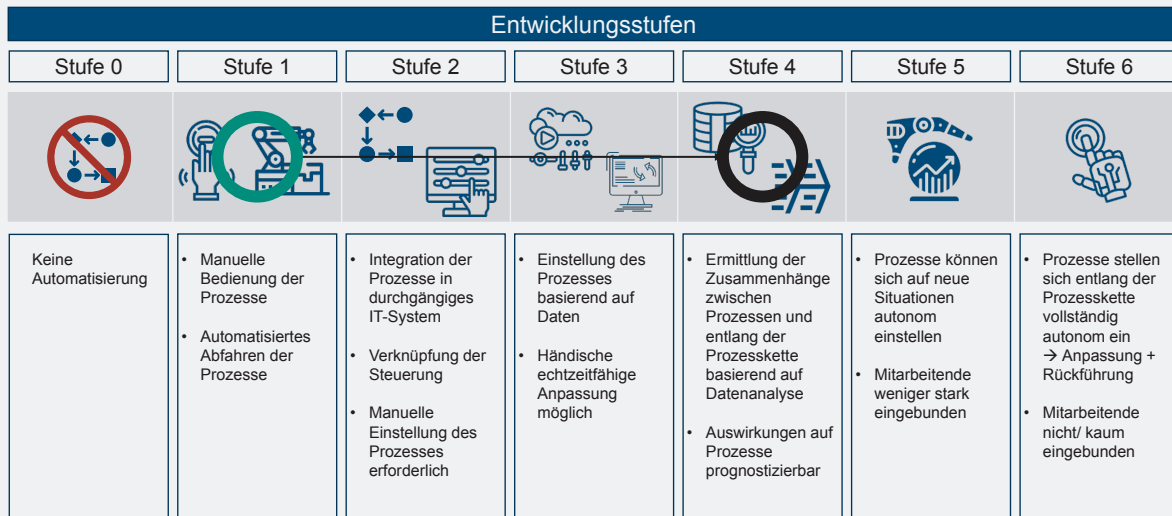 Entwicklungsstufen
Stufe 0
Stufe 1
Stufe 2
Stufe 3
Stufe 4
Stufe 5
Stufe 6
Keine
Automatisierung
• Manuelle
Bedienung der
Prozesse
• Automatisiertes
Abfahren der
Prozesse
• Integration der
Prozesse in
durchgängiges
IT-System
• Verknüpfung der
Steuerung
• Manuelle
Einstellung des
Prozesses
erforderlich
• Einstellung des
Prozesses
basierend auf
Daten
• Händische
echtzeitfähige
Anpassung
möglich
• Ermittlung der
Zusammenhänge
zwischen
Prozessen und
entlang der
Prozesskette
basierend auf
Datenanalyse
• Auswirkungen auf
Prozesse
prognostizierbar
• Prozesse können
sich auf neue
Situationen
autonom
einstellen
• Mitarbeitende
weniger stark
eingebunden
• Prozesse stellen
sich entlang der
Prozesskette
vollständig
autonom ein
→ Anpassung +
Rückführung
• Mitarbeitende
nicht/ kaum
eingebunden